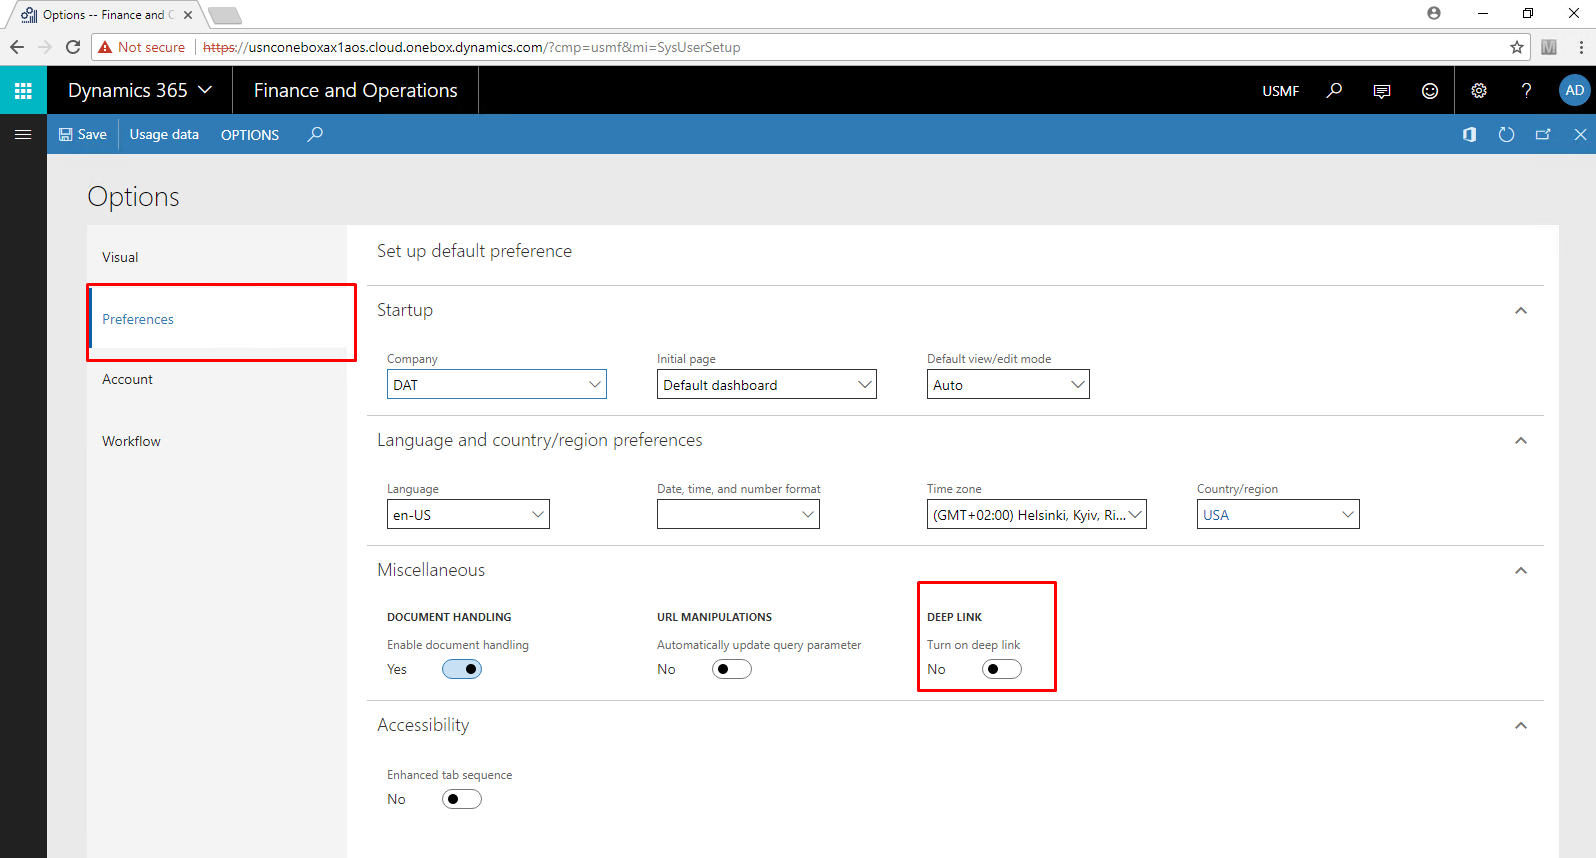 Options -- Finance and O
Not secure https://usnconeboxax1aos.cloud.onebox.dynamics.com/?cmp=usmf&mi=SysUserSetup
Dynamics 365 Finance and Operations USMF ? AD
Save Usage data OPTIONS
Options
Visual
Preferences
Account
Workflow
Set up default preference
Startup
Company Initial page Default view/edit mode
DAT Default dashboard Auto
Language and country/region preferences
Language Date, time, and number format Time zone Country/region
en-US (GMT+02:00) Helsinki, Kyiv, Ri... USA
Miscellaneous
DOCUMENT HANDLING URL MANIPULATIONS DEEP LINK
Enable document handling Automatically update query parameter Turn on deep link
Yes No No
Accessibility
Enhanced tab sequence
No